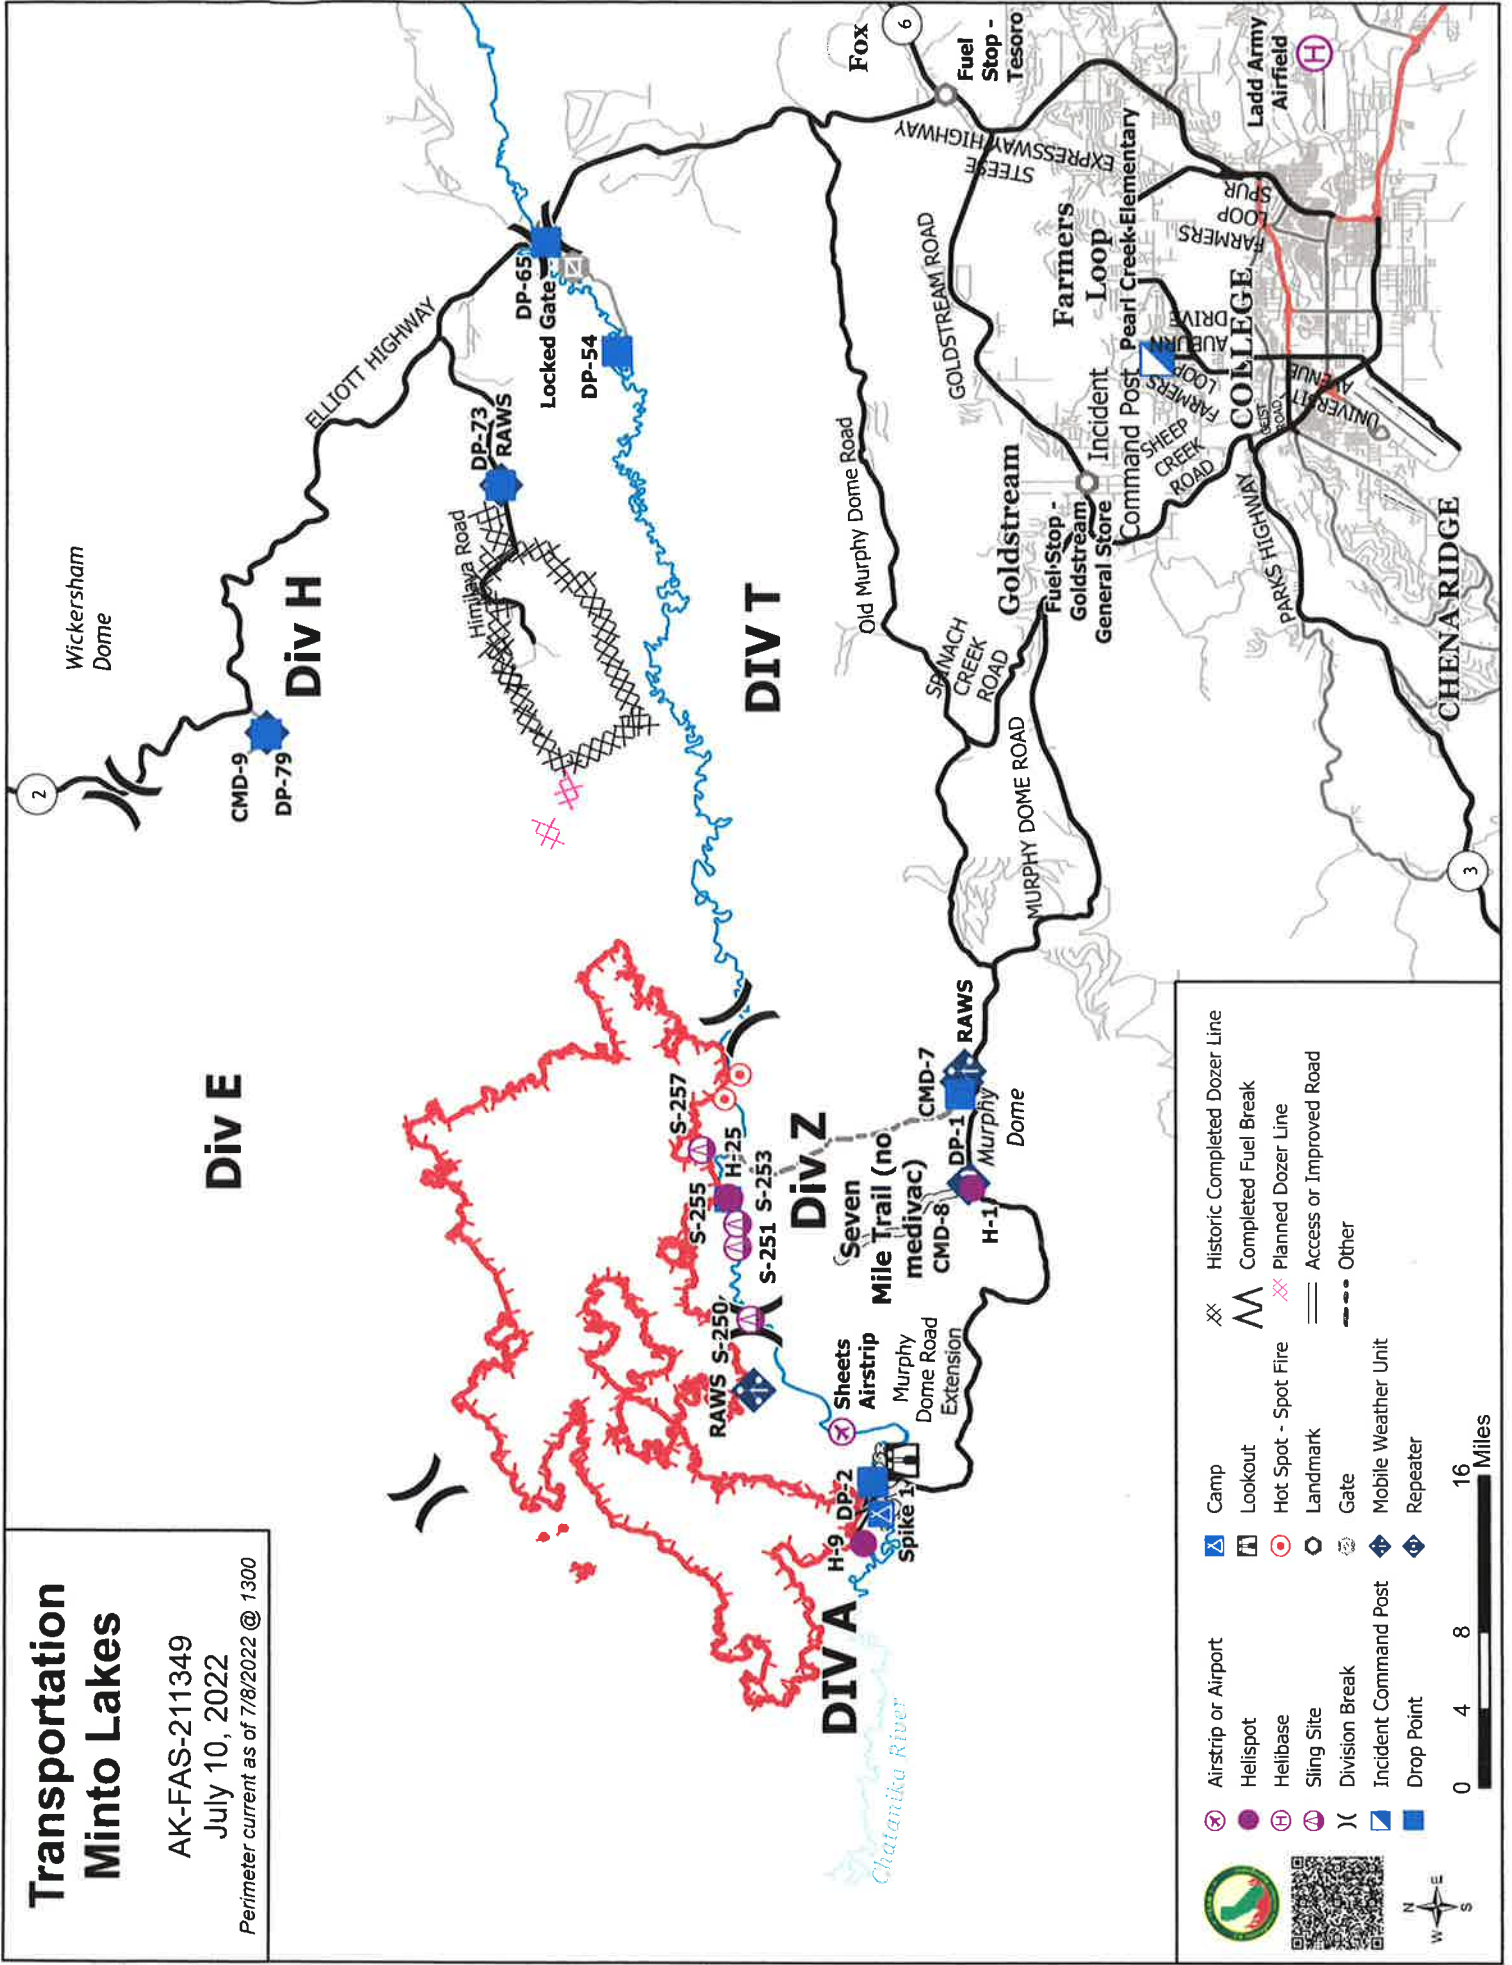 Transportation
Minto Lakes
AK-FAS-211349
July 10, 2022
Perimeter current as of 7/8/2022 @ 1300
Div E
2
Wickersham
Dome
CMD-9
DP-79
Div H
ELLIOTT HIGHWAY
Himilaya Road
DP-73
RAWS
DP-65
Locked Gate
DP-54
DIV T
Old Murphy Dome Road
Fox
6
Fuel
Stop -
Tesoro
STEESE
EXPRESSWAY
HIGHWAY
HIGHWAY
GOLDSTREAM ROAD
Farmers
Loop
Pearl Creek Elementary
Incident
Command Post
Ladd Army
Airfield
H
FARMERS
LOOP
SPUR
AUBURN
DRIVE
FARMERS
LOOP
COLLEGE
GEIST
ROAD
UNIVERSITY
AVENUE
SHEEP
CREEK
ROAD
Goldstream
Fuel Stop -
Goldstream
General Store
SPINACH
CREEK
ROAD
PARKS HIGHWAY
CHENA RIDGE
3
MURPHY DOME ROAD
RAWS
CMD-7
DP-1
Murphy
Dome
S-257
H-25
S-255
S-253
S-251
Div Z
Seven
Mile Trail (no
medivac)
CMD-8
H-1
S-250
RAWS
Sheets
Airstrip
Murphy
Dome Road
Extension
DP-2
H-9
Spike 1
DIV A
Chatanika River
Airstrip or Airport
Helispot
H
Helibase
Sling Site
Division Break
Incident Command Post
Drop Point
Camp
Lookout
Hot Spot - Spot Fire
Landmark
Gate
Mobile Weather Unit
Repeater
Historic Completed Dozer Line
Completed Fuel Break
Planned Dozer Line
Access or Improved Road
Other
N
W
E
S
0
4
8
16
Miles